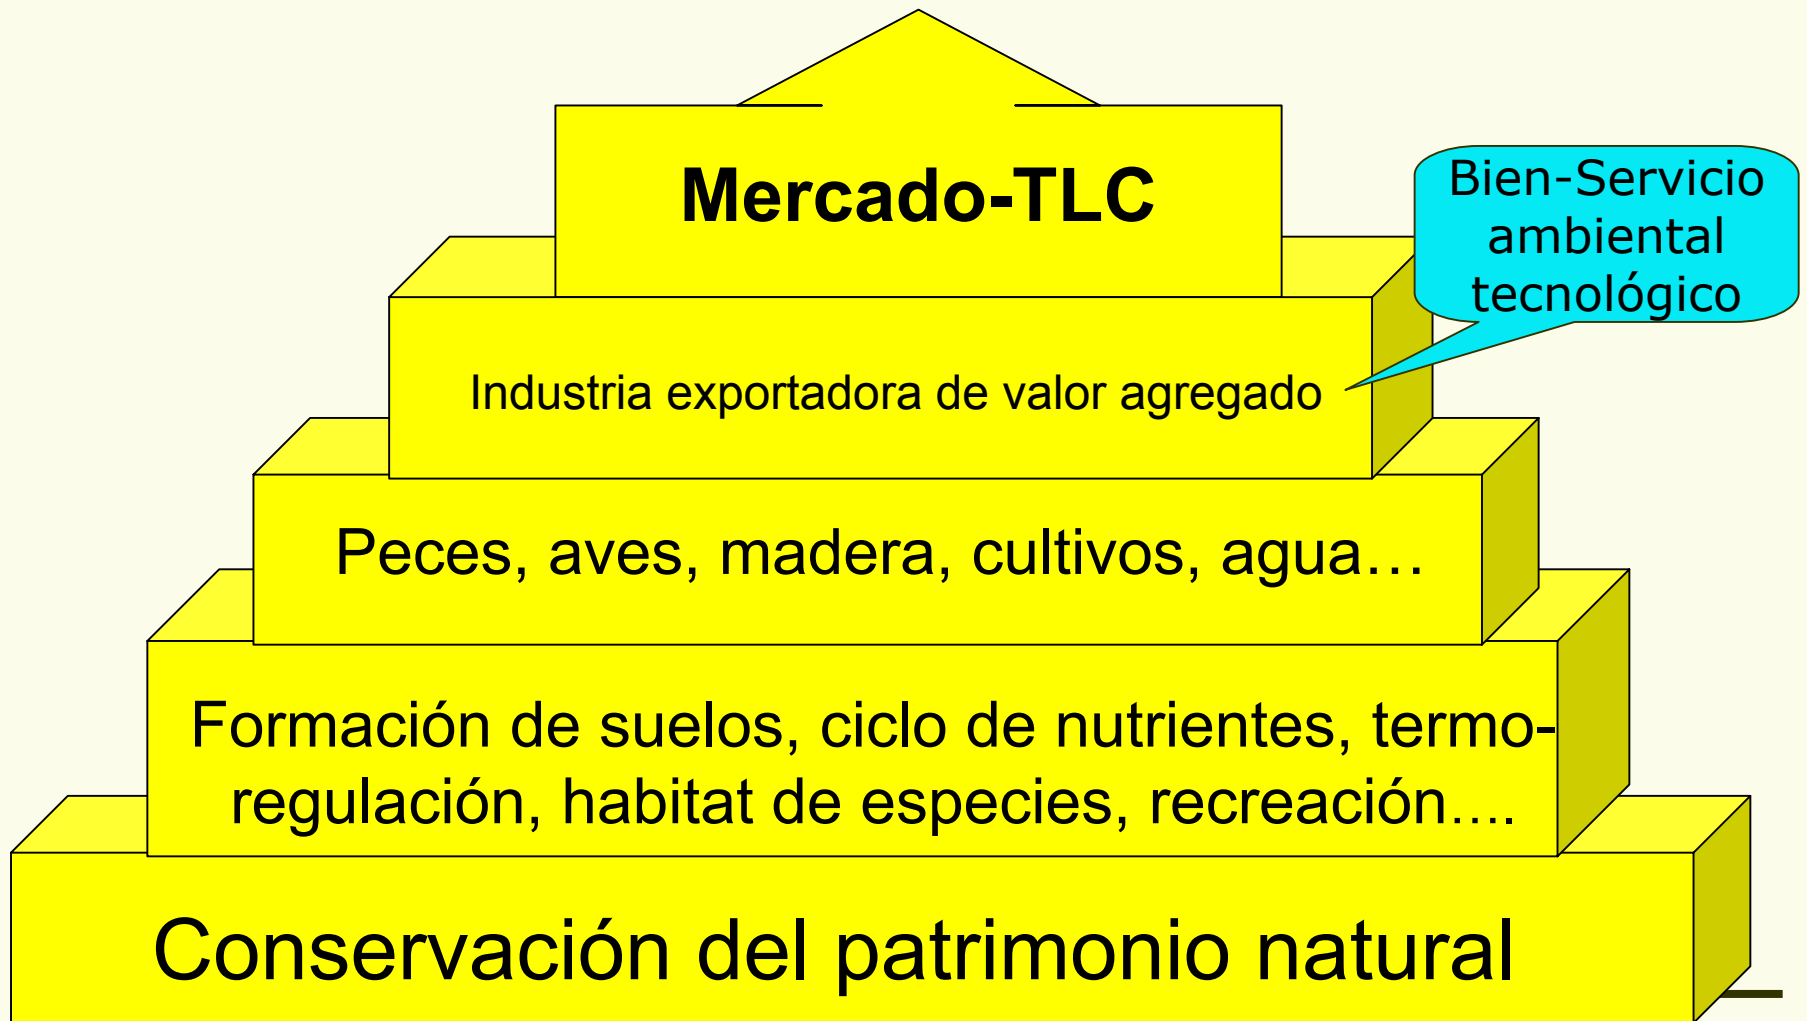 Mercado-TLC
Bien-Servicio
ambiental
tecnológico
Industria exportadora de valor agregado
Peces, aves, madera, cultivos, agua…
Formación de suelos, ciclo de nutrientes, termo-
regulación, habitat de especies, recreación….
Conservación del patrimonio natural